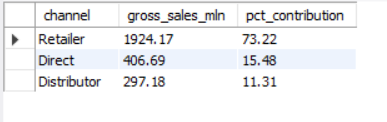 channel gross_sales_mln pct_contribution
Retailer 1924.17 73.22
Direct 406.69 15.48
Distributor 297.18 11.31